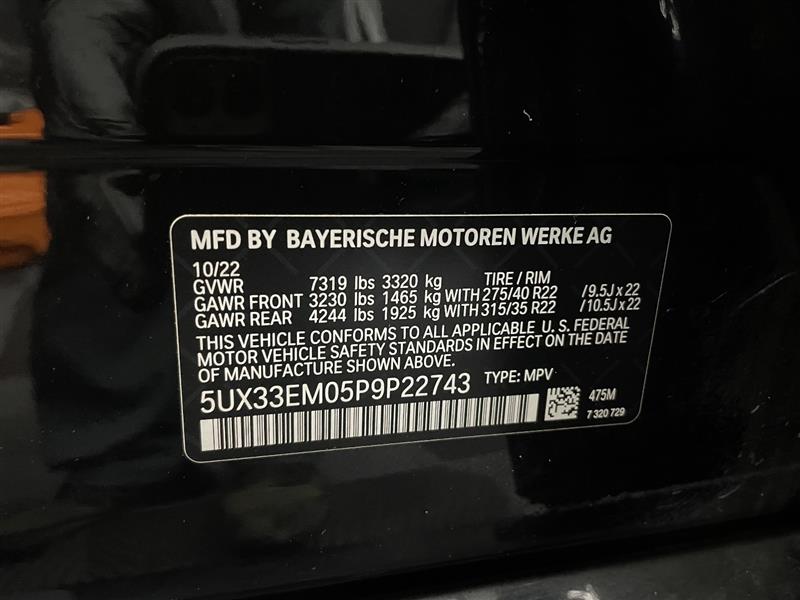 MFD BY BAYERISCHE MOTOREN WERKE AG
10/22
GVWR 7319 lbs 3320 kg TIRE / RIM
GAWR FRONT 3230 lbs 1465 kg WITH 275/40 R22 /9.5J x 22
GAWR REAR 4244 lbs 1925 kg WITH 315/35 R22 /10.5J x 22
THIS VEHICLE CONFORMS TO ALL APPLICABLE U. S. FEDERAL
MOTOR VEHICLE SAFETY STANDARDS IN EFFECT ON THE DATE
OF MANUFACTURE SHOWN ABOVE.
5UX33EM05P9P22743 TYPE: MPV
475M
7 320 729